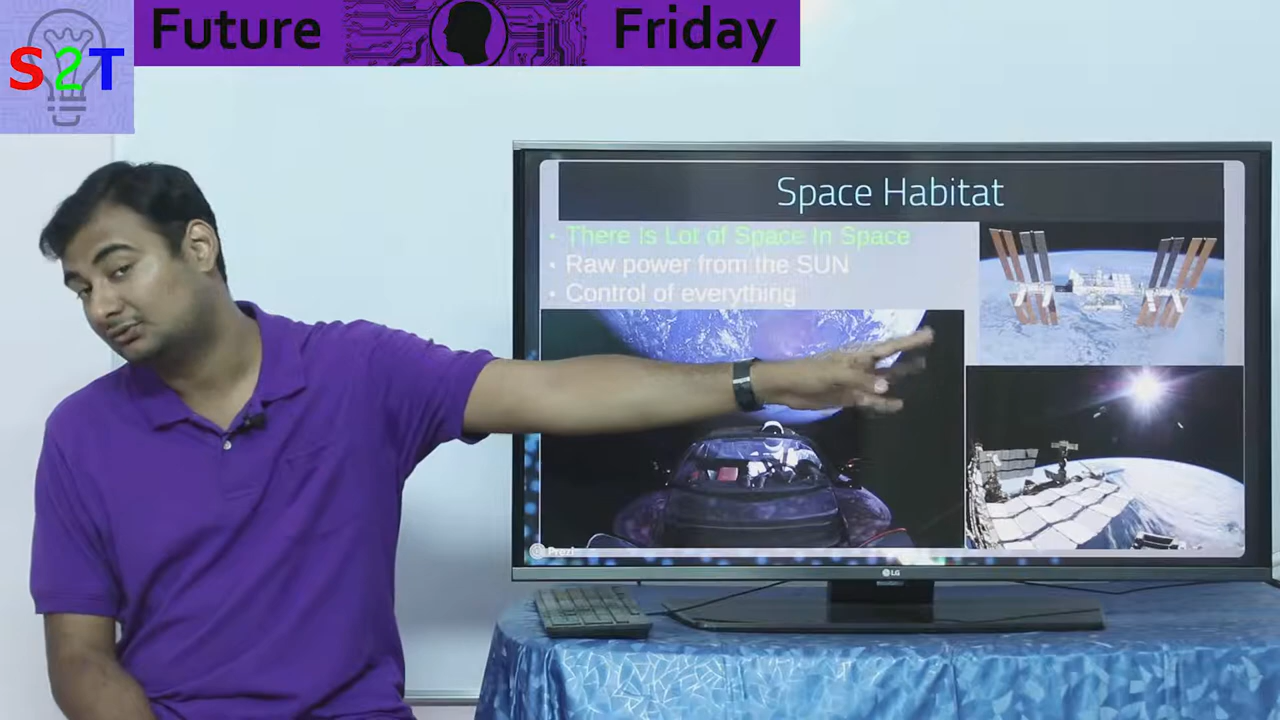 Future Friday
S2T
Space Habitat
• There Is Lot of Space In Space
• Raw power from the SUN
• Control of everything
Prezi
LG